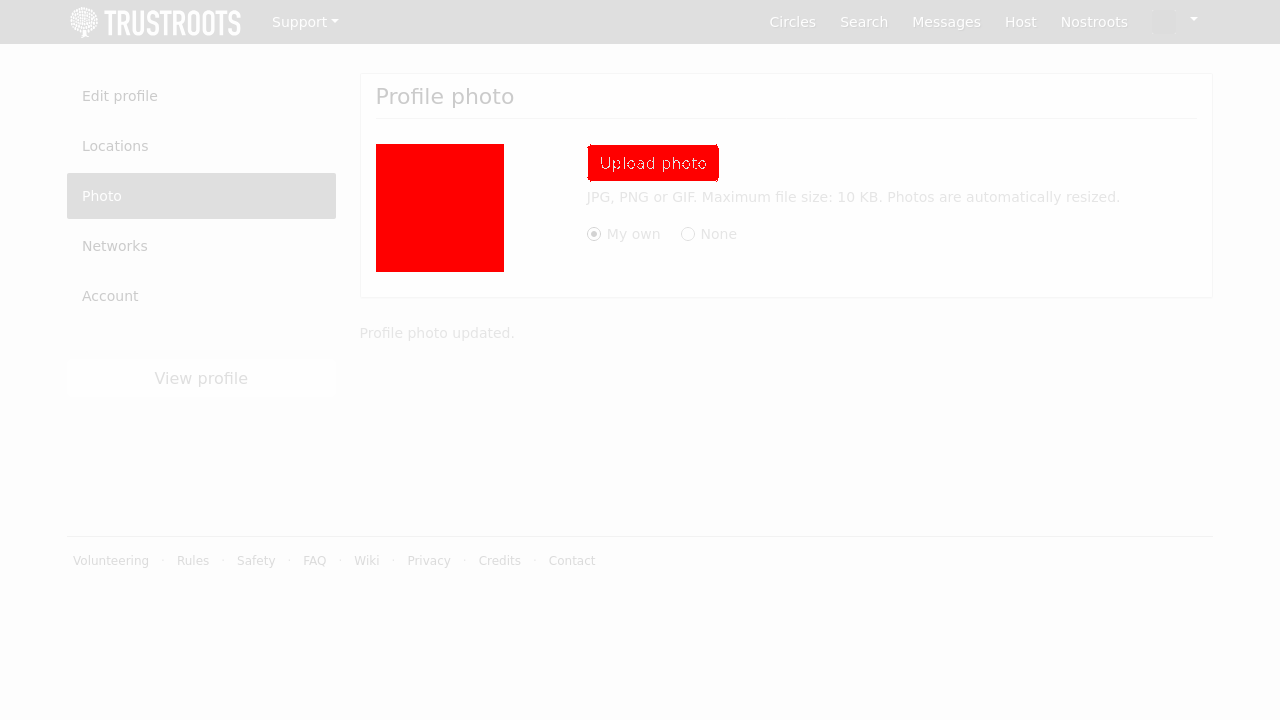 TRUSTROOTS Support Circles Search Messages Host Nostroots
Edit profile
Locations
Photo
Networks
Account
View profile
Profile photo
Upload photo
JPG, PNG or GIF. Maximum file size: 10 KB. Photos are automatically resized.
My own None
Profile photo updated.
Volunteering · Rules · Safety · FAQ · Wiki · Privacy · Credits · Contact